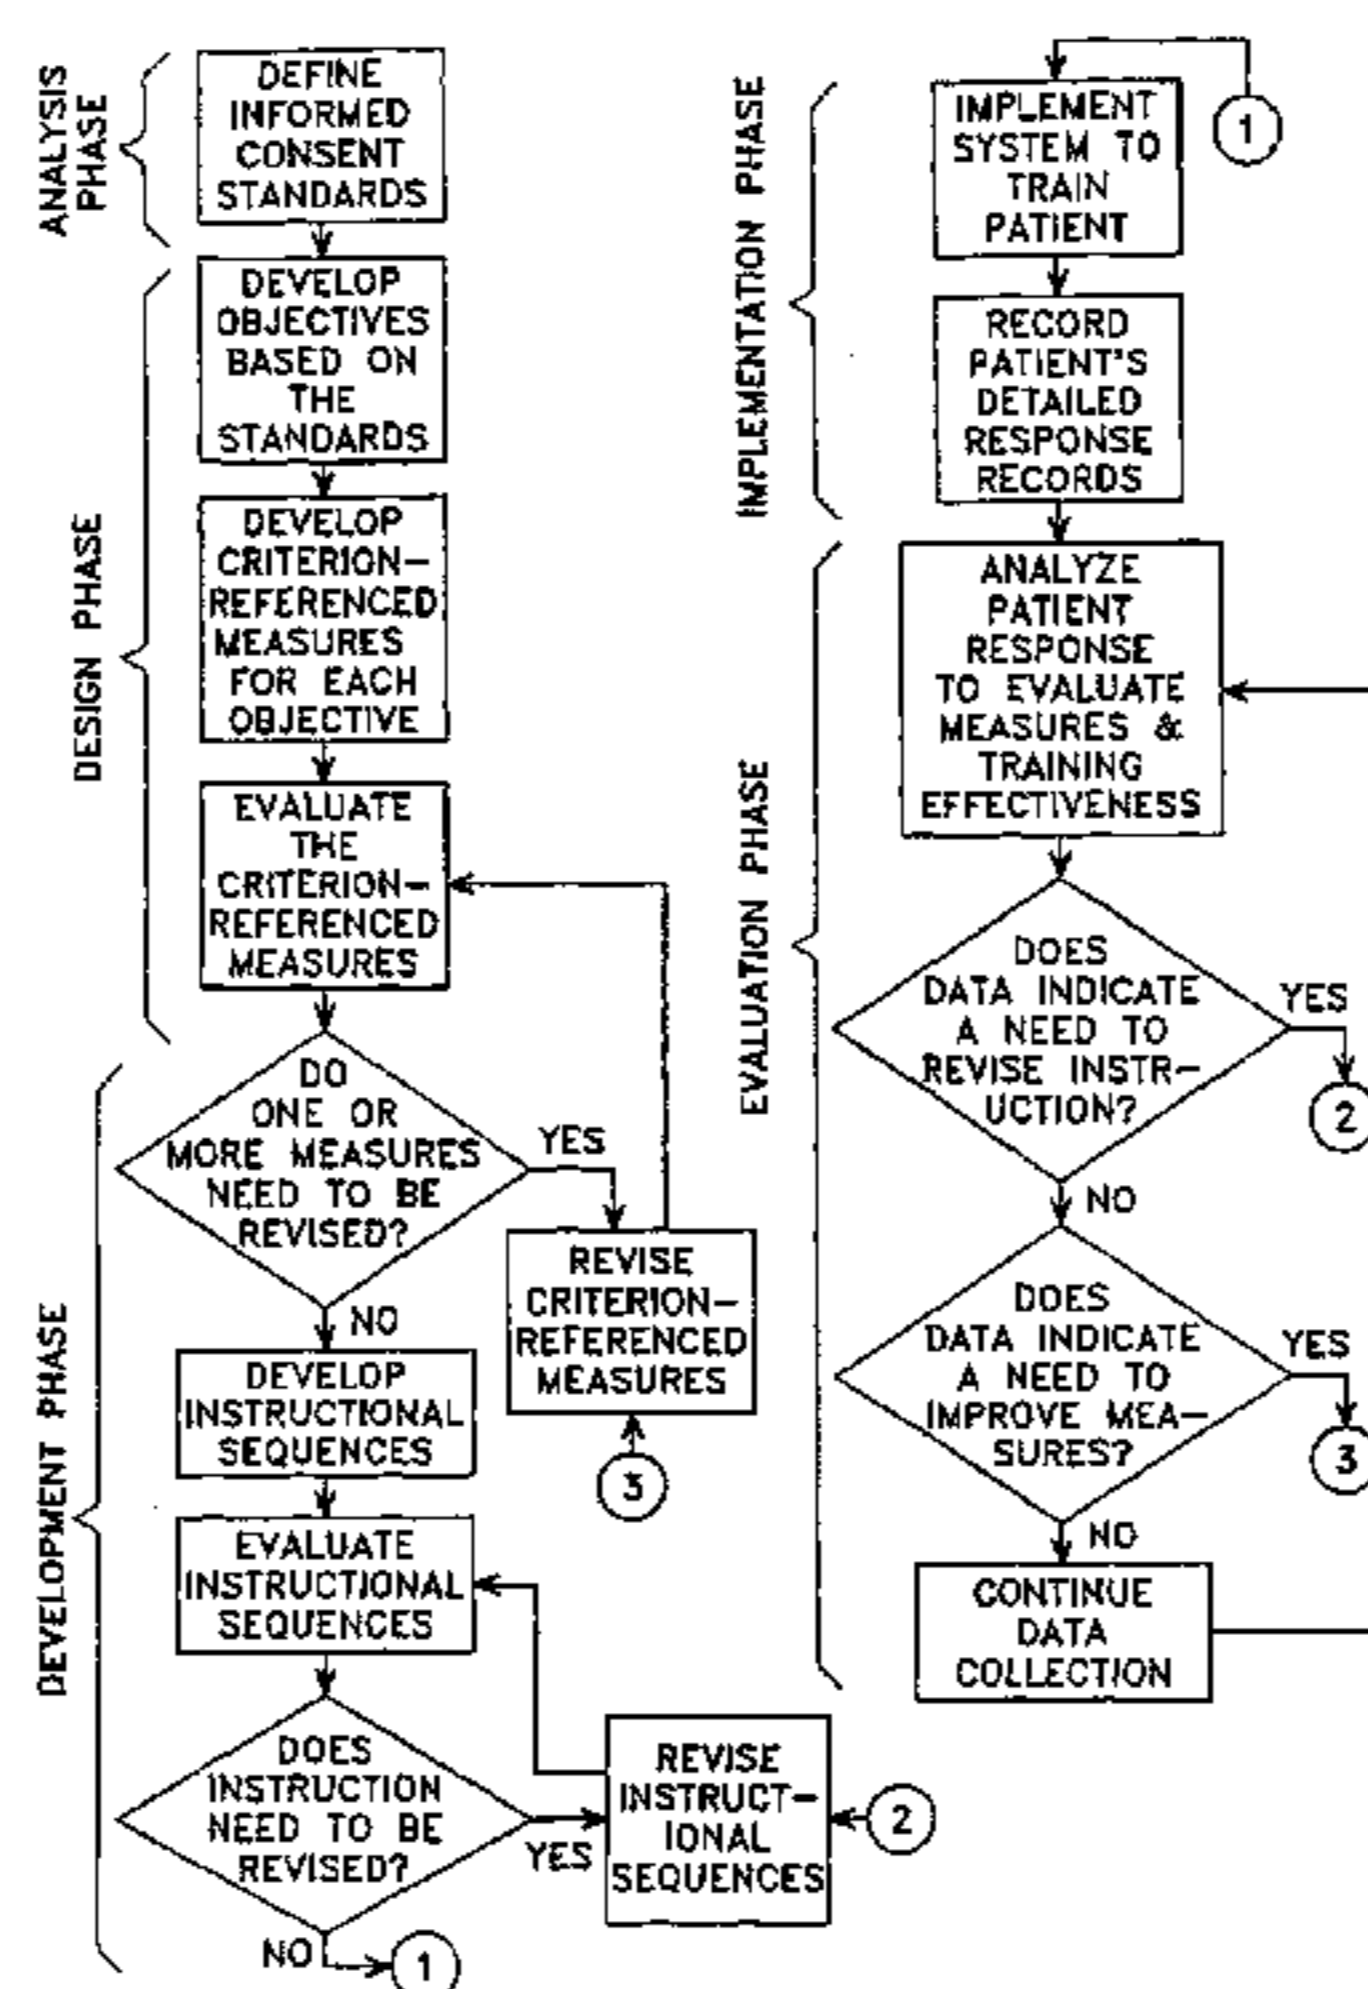 ANALYSIS
PHASE
DEFINE
INFORMED
CONSENT
STANDARDS
DESIGN PHASE
DEVELOP
OBJECTIVES
BASED ON
THE
STANDARDS
DEVELOP
CRITERION-
REFERENCED
MEASURES
FOR EACH
OBJECTIVE
EVALUATE
THE
CRITERION-
REFERENCED
MEASURES
DEVELOPMENT PHASE
DO
ONE OR
MORE MEASURES
NEED TO BE
REVISED?
YES
REVISE
CRITERION-
REFERENCED
MEASURES
3
NO
DEVELOP
INSTRUCTIONAL
SEQUENCES
EVALUATE
INSTRUCTIONAL
SEQUENCES
DOES
INSTRUCTION
NEED TO BE
REVISED?
YES
REVISE
INSTRUCT-
IONAL
SEQUENCES
2
NO
1
IMPLEMENTATION PHASE
1
IMPLEMENT
SYSTEM TO
TRAIN
PATIENT
RECORD
PATIENT'S
DETAILED
RESPONSE
RECORDS
EVALUATION PHASE
ANALYZE
PATIENT
RESPONSE
TO EVALUATE
MEASURES &
TRAINING
EFFECTIVENESS
DOES
DATA INDICATE
A NEED TO
REVISE INSTR-
UCTION?
YES
2
NO
DOES
DATA INDICATE
A NEED TO
IMPROVE MEA-
SURES?
YES
3
NO
CONTINUE
DATA
COLLECTION